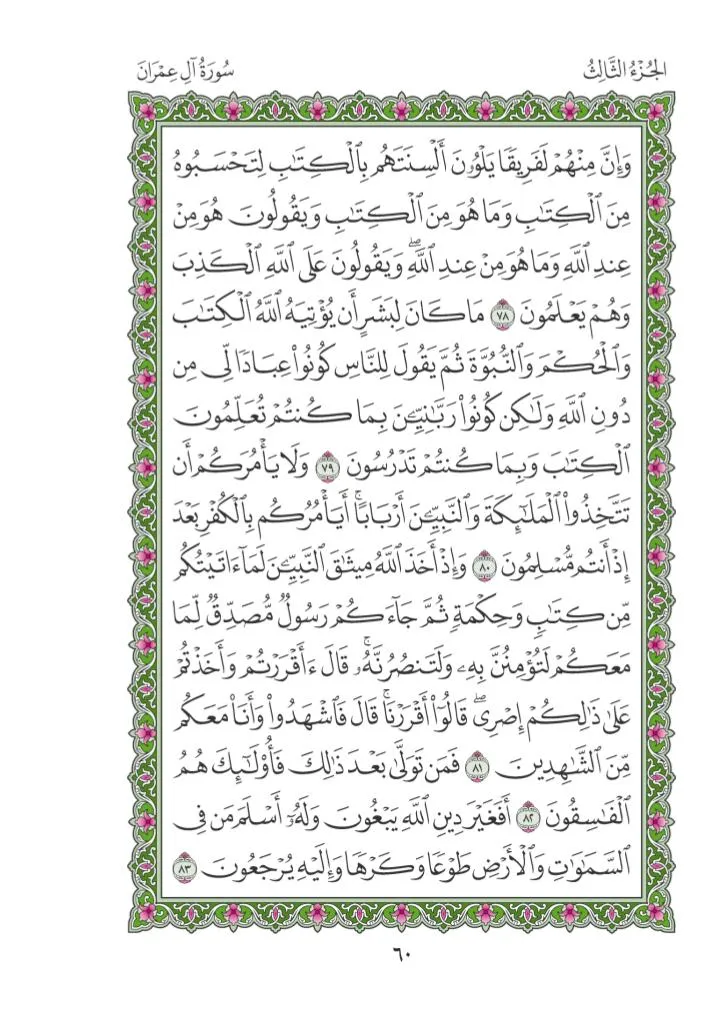 الجُزْءُ الثَّالِثُ
سُورَةُ آلِ عِمْرَانَ
وَإِنَّ مِنْهُمْ لَفَرِيقًا يَلْوُۥنَ أَلْسِنَتَهُم بِٱلْكِتَٰبِ لِتَحْسَبُوهُ
مِنَ ٱلْكِتَٰبِ وَمَا هُوَ مِنَ ٱلْكِتَٰبِ وَيَقُولُونَ هُوَ مِنْ
عِندِ ٱللَّهِ وَمَا هُوَ مِنْ عِندِ ٱللَّهِۖ وَيَقُولُونَ عَلَى ٱللَّهِ ٱلْكَذِبَ
وَهُمْ يَعْلَمُونَ ٧٨ مَا كَانَ لِبَشَرٍ أَن يُؤْتِيَهُ ٱللَّهُ ٱلْكِتَٰبَ
وَٱلْحُكْمَ وَٱلنُّبُوَّةَ ثُمَّ يَقُولَ لِلنَّاسِ كُونُوا۟ عِبَادًا لِّى مِن
دُونِ ٱللَّهِ وَلَٰكِن كُونُوا۟ رَبَّٰنِيِّـۧنَ بِمَا كُنتُمْ تُعَلِّمُونَ
ٱلْكِتَٰبَ وَبِمَا كُنتُمْ تَدْرُسُونَ ٧٩ وَلَا يَأْمُرَكُمْ أَن
تَتَّخِذُوا۟ ٱلْمَلَٰٓئِكَةَ وَٱلنَّبِيِّـۧنَ أَرْبَابًاۗ أَيَأْمُرُكُم بِٱلْكُفْرِ بَعْدَ
إِذْ أَنتُم مُّسْلِمُونَ ٨٠ وَإِذْ أَخَذَ ٱللَّهُ مِيثَٰقَ ٱلنَّبِيِّـۧنَ لَمَآ ءَاتَيْتُكُم
مِّن كِتَٰبٍ وَحِكْمَةٍ ثُمَّ جَآءَكُمْ رَسُولٌ مُّصَدِّقٌ لِّمَا
مَعَكُمْ لَتُؤْمِنُنَّ بِهِۦ وَلَتَنصُرُنَّهُۥۚ قَالَ ءَأَقْرَرْتُمْ وَأَخَذْتُمْ
عَلَىٰ ذَٰلِكُمْ إِصْرِىۖ قَالُوٓا۟ أَقْرَرْنَاۚ قَالَ فَٱشْهَدُوا۟ وَأَنَا۠ مَعَكُم
مِّنَ ٱلشَّٰهِدِينَ ٨١ فَمَن تَوَلَّىٰ بَعْدَ ذَٰلِكَ فَأُو۟لَٰٓئِكَ هُمُ
ٱلْفَٰسِقُونَ ٨٢ أَفَغَيْرَ دِينِ ٱللَّهِ يَبْغُونَ وَلَهُۥٓ أَسْلَمَ مَن فِى
ٱلسَّمَٰوَٰتِ وَٱلْأَرْضِ طَوْعًا وَكَرْهًا وَإِلَيْهِ يُرْجَعُونَ ٨٣
٦٠